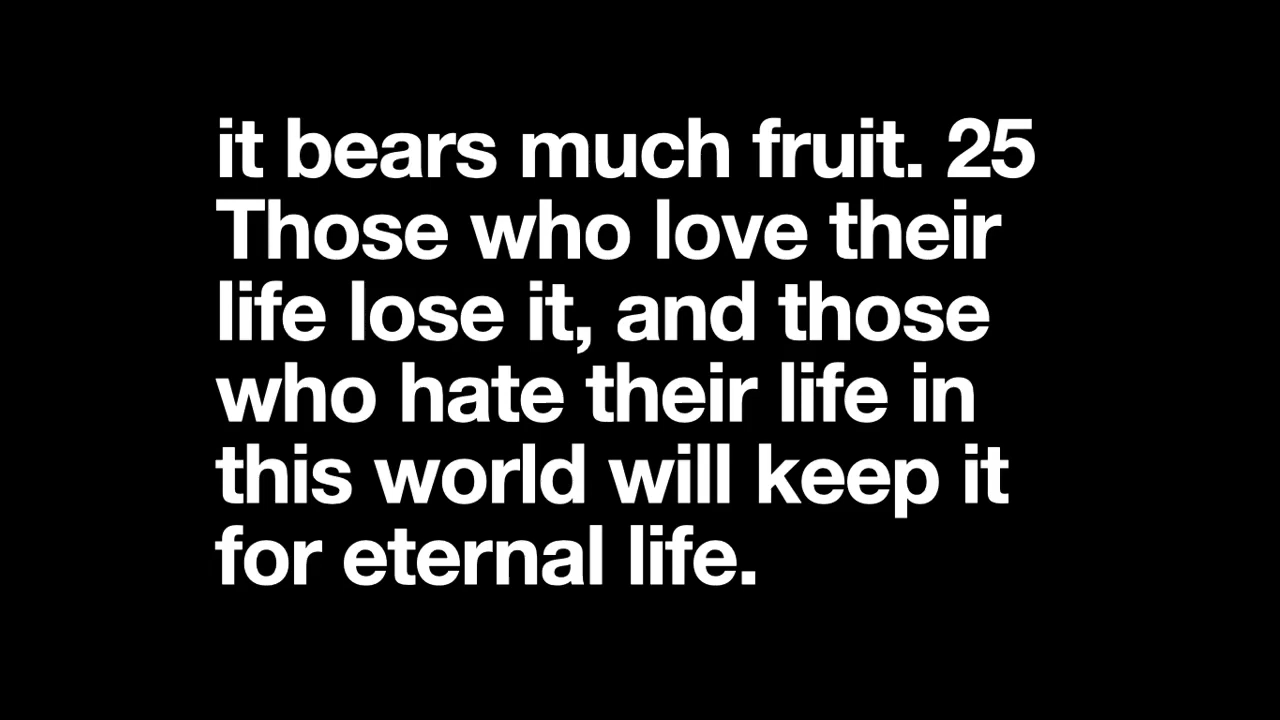 it bears much fruit. 25
Those who love their
life lose it, and those
who hate their life in
this world will keep it
for eternal life.